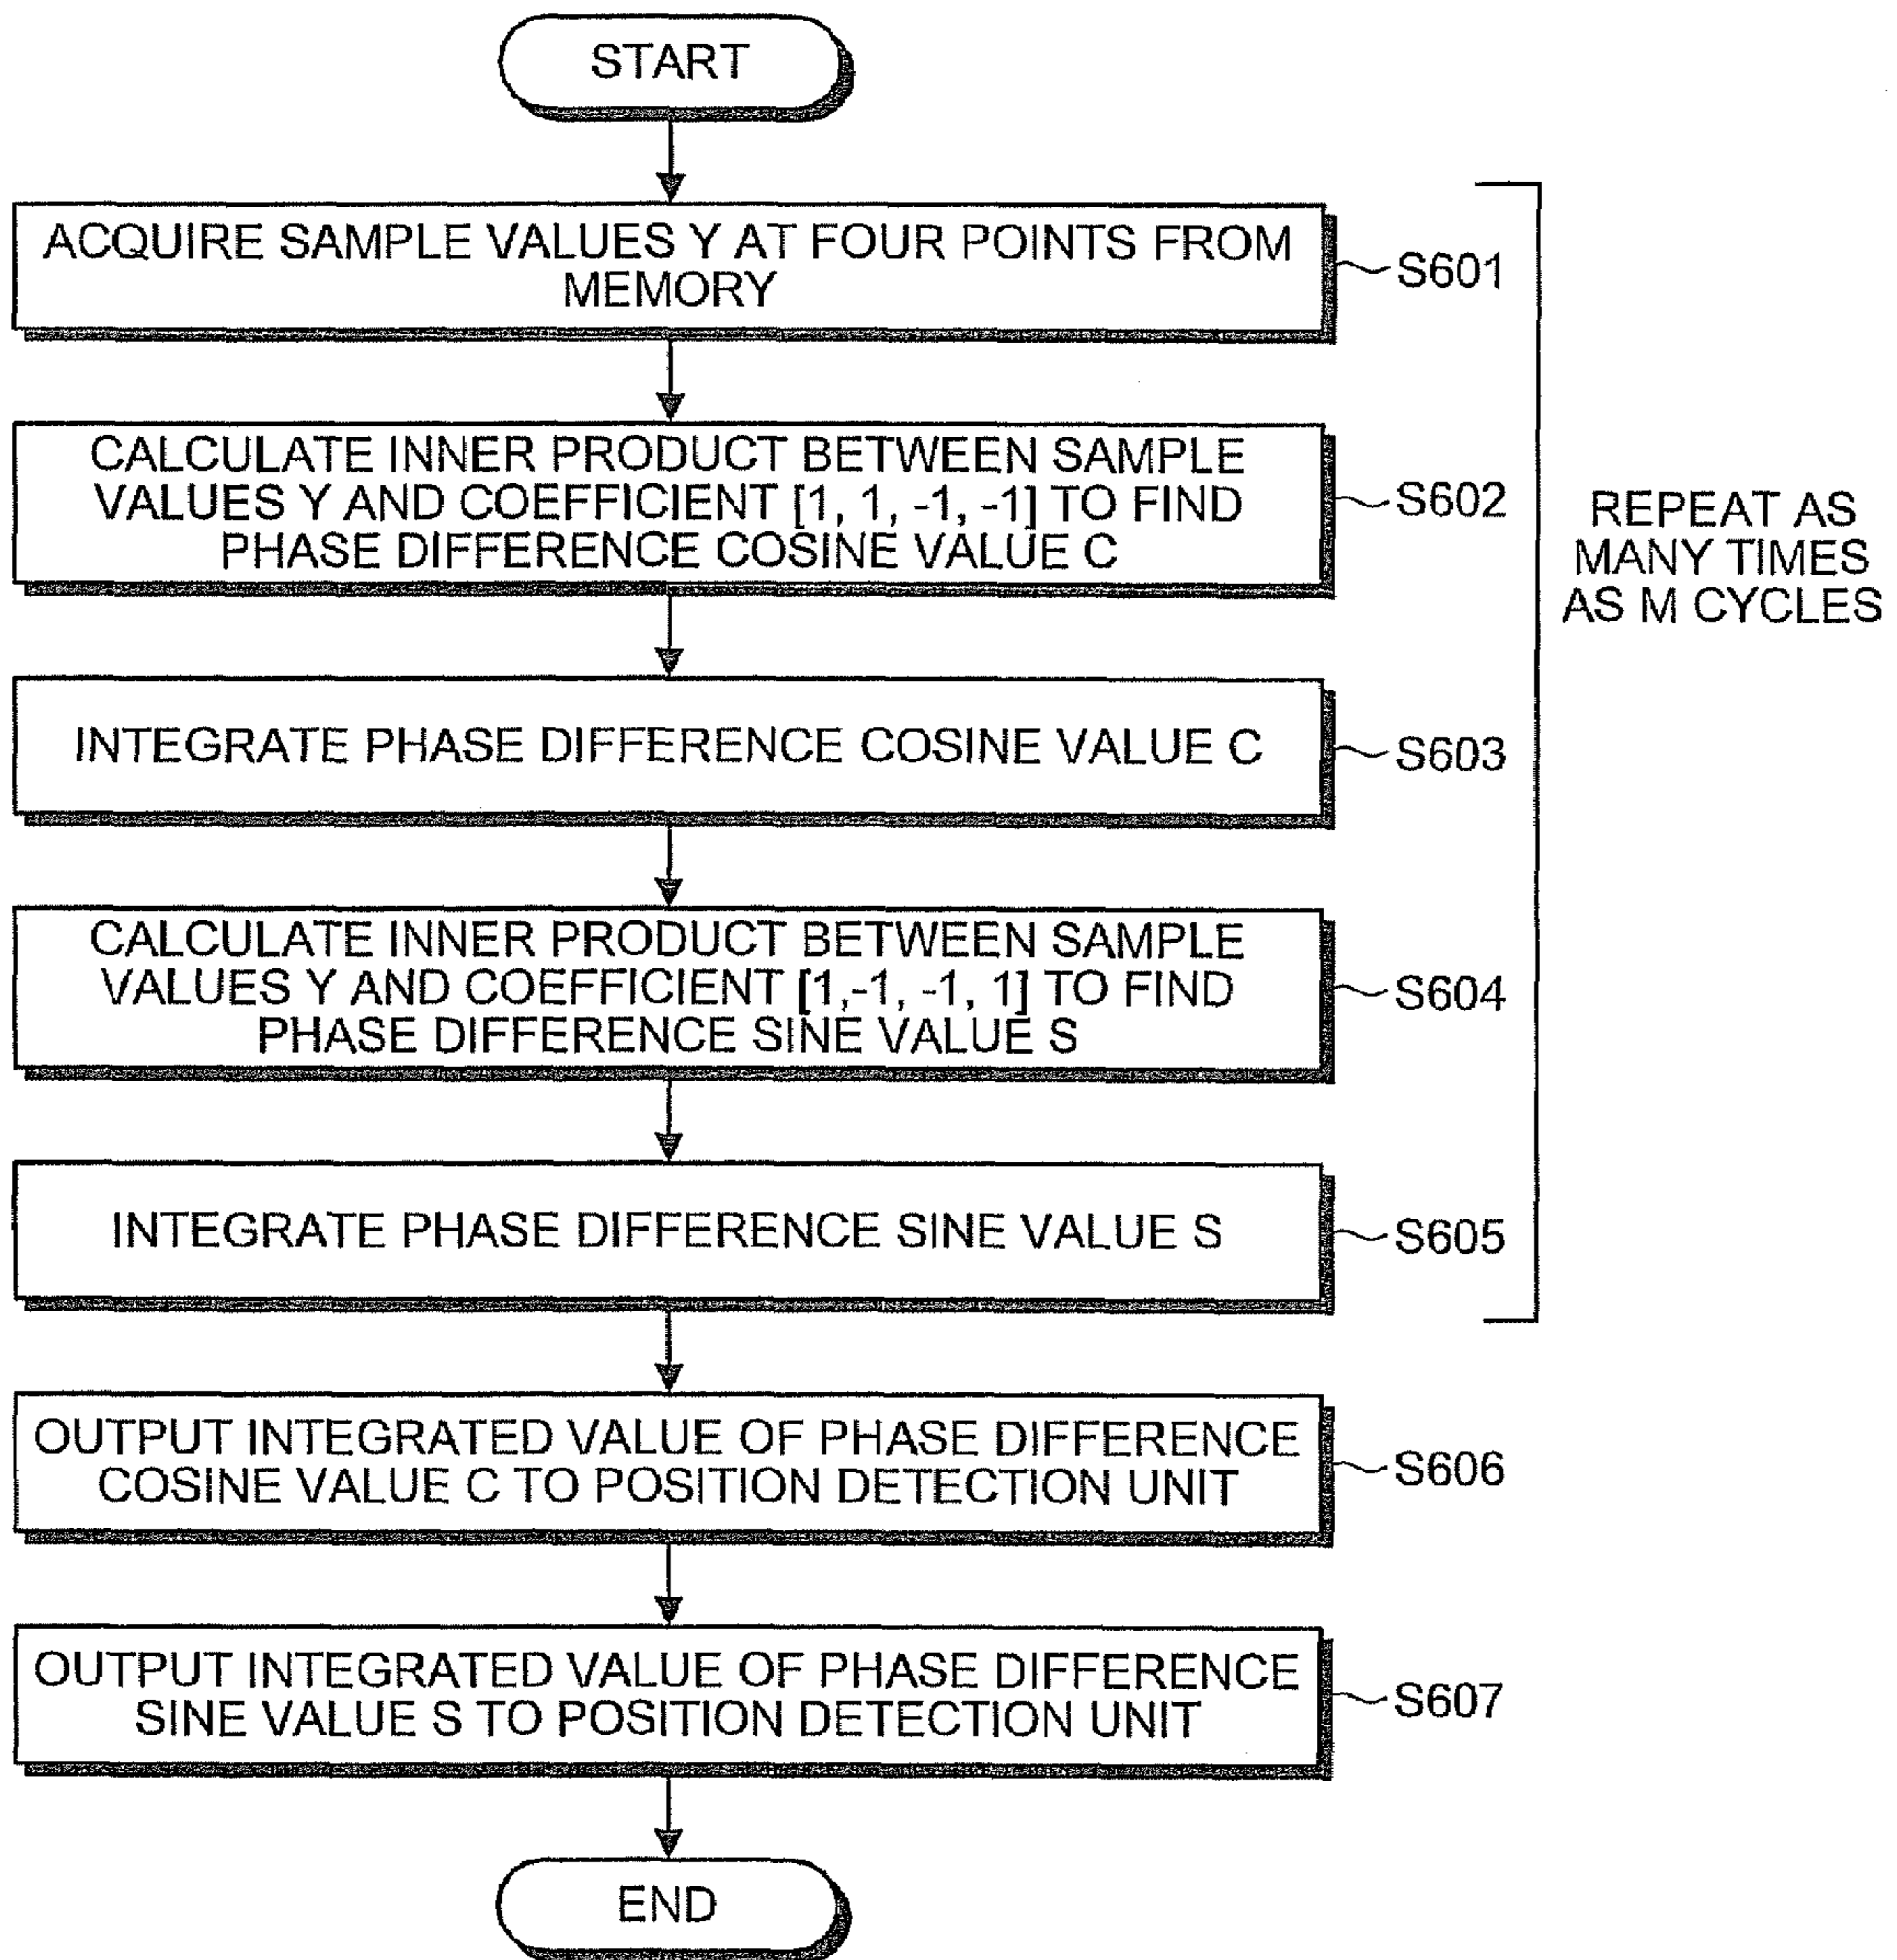 START
ACQUIRE SAMPLE VALUES Y AT FOUR POINTS FROM
MEMORY
S601
CALCULATE INNER PRODUCT BETWEEN SAMPLE
VALUES Y AND COEFFICIENT [1, 1, -1, -1] TO FIND
PHASE DIFFERENCE COSINE VALUE C
S602
REPEAT AS
MANY TIMES
AS M CYCLES
INTEGRATE PHASE DIFFERENCE COSINE VALUE C
S603
CALCULATE INNER PRODUCT BETWEEN SAMPLE
VALUES Y AND COEFFICIENT [1,-1, -1, 1] TO FIND
PHASE DIFFERENCE SINE VALUE S
S604
INTEGRATE PHASE DIFFERENCE SINE VALUE S
S605
OUTPUT INTEGRATED VALUE OF PHASE DIFFERENCE
COSINE VALUE C TO POSITION DETECTION UNIT
S606
OUTPUT INTEGRATED VALUE OF PHASE DIFFERENCE
SINE VALUE S TO POSITION DETECTION UNIT
S607
END